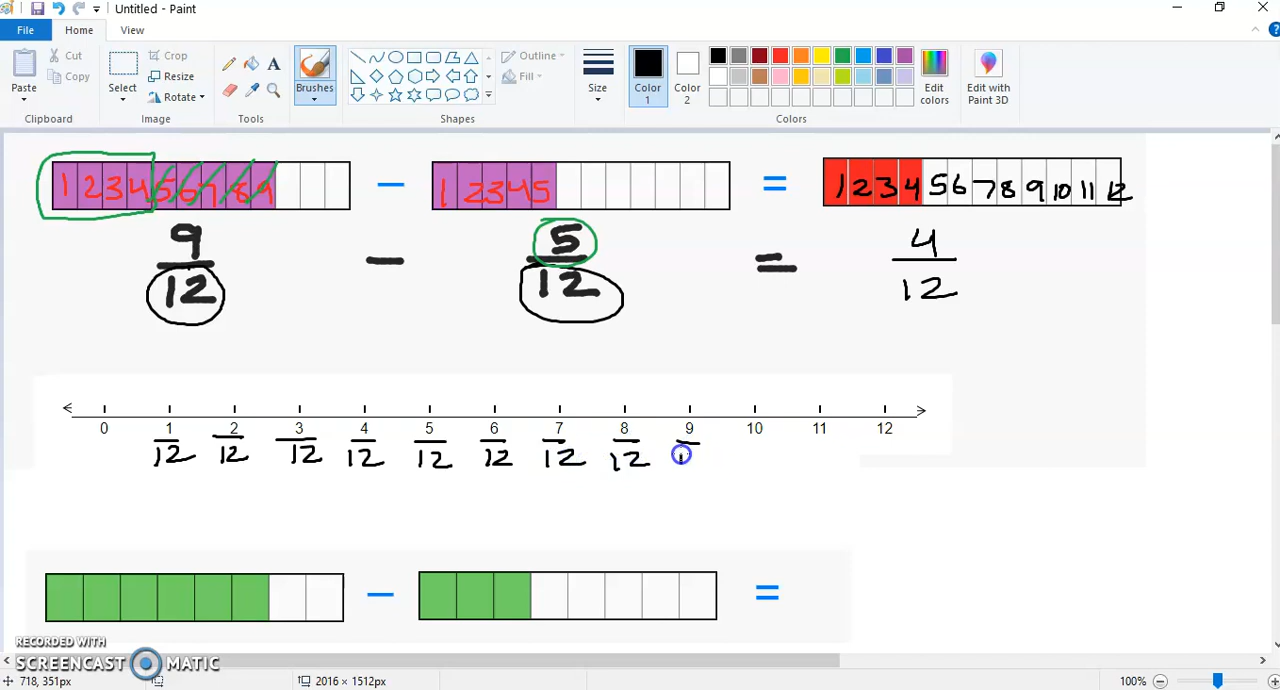 Untitled - Paint
File Home View
Cut
Copy
Paste
Clipboard
Select
Crop
Resize
Rotate
Image
A
Tools
Brushes
Outline
Fill
Shapes
Size
Color 1
Color 2
Edit colors
Edit with Paint 3D
Colors
1 2 3 4 5 6 7 8 9 − 1 2 3 4 5 = 1 2 3 4 5 6 7 8 9 10 11 12
9 5 4
— − — = —
12 12 12
0 1 2 3 4 5 6 7 8 9 10 11 12
12 12 12 12 12 12 12 12 1
− =
RECORDED WITH
SCREENCAST MATIC
718, 351px
2016 × 1512px
100%